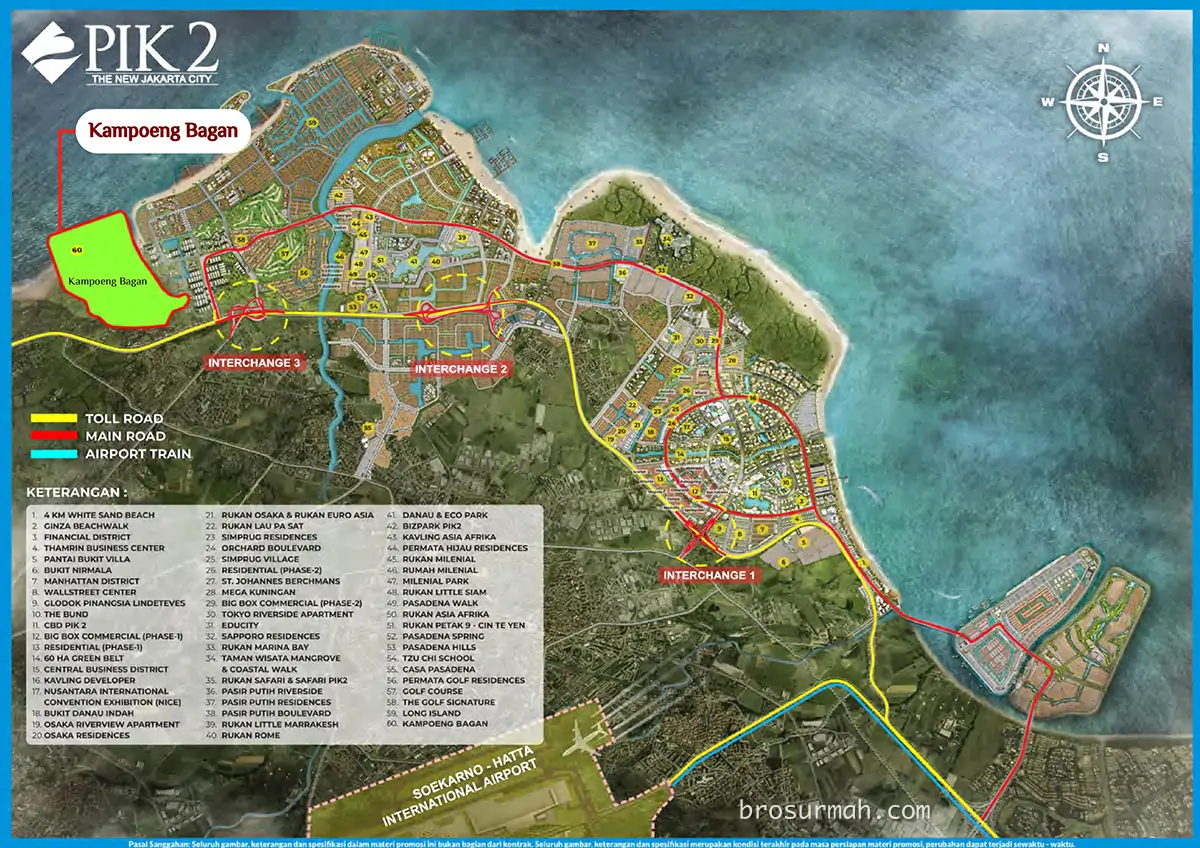 PIK 2
THE NEW JAKARTA CITY
Kampoeng Bagan
N
W
E
S
60
Kampoeng Bagan
INTERCHANGE 3
INTERCHANGE 2
INTERCHANGE 1
TOLL ROAD
MAIN ROAD
AIRPORT TRAIN
KETERANGAN :
1. 4 KM WHITE SAND BEACH
2. GINZA BEACHWALK
3. FINANCIAL DISTRICT
4. THAMRIN BUSINESS CENTER
5. PANTAI BUKIT VILLA
6. BUKIT NIRMALA
7. MANHATTAN DISTRICT
8. WALLSTREET CENTER
9. GLODOK PINANGSIA LINDETEVES
10. THE BUND
11. CBD PIK 2
12. BIG BOX COMMERCIAL (PHASE-1)
13. RESIDENTIAL (PHASE-1)
14. 60 HA GREEN BELT
15. CENTRAL BUSINESS DISTRICT
16. KAVLING DEVELOPER
17. NUSANTARA INTERNATIONAL
CONVENTION EXHIBITION (NICE)
18. BUKIT DANAU INDAH
19. OSAKA RIVERVIEW APARTMENT
20 OSAKA RESIDENCES
21. RUKAN OSAKA & RUKAN EURO ASIA
22. RUKAN LAU PA SAT
23. SIMPRUG RESIDENCES
24. ORCHARD BOULEVARD
25. SIMPRUG VILLAGE
26. RESIDENTIAL (PHASE-2)
27. ST. JOHANNES BERCHMANS
28. MEGA KUNINGAN
29. BIG BOX COMMERCIAL (PHASE-2)
30. TOKYO RIVERSIDE APARTMENT
31. EDUCITY
32. SAPPORO RESIDENCES
33. RUKAN MARINA BAY
34. TAMAN WISATA MANGROVE
& COASTAL WALK
35. RUKAN SAFARI & SAFARI PIK2
36. PASIR PUTIH RIVERSIDE
37. PASIR PUTIH RESIDENCES
38. PASIR PUTIH BOULEVARD
39. RUKAN LITTLE MARRAKESH
40 RUKAN ROME
41. DANAU & ECO PARK
42. BIZPARK PIK2
43. KAVLING ASIA AFRIKA
44. PERMATA HIJAU RESIDENCES
45. RUKAN MILENIAL
46. RUMAH MILENIAL
47. MILENIAL PARK
48. RUKAN LITTLE SIAM
49. PASADENA WALK
50. RUKAN ASIA AFRIKA
51. RUKAN PETAK 9 - CIN TE YEN
52. PASADENA SPRING
53. PASADENA HILLS
54. TZU CHI SCHOOL
55. CASA PASADENA
56. PERMATA GOLF RESIDENCES
57. GOLF COURSE
58. THE GOLF SIGNATURE
59. LONG ISLAND
60. KAMPOENG BAGAN
SOEKARNO - HATTA
INTERNATIONAL AIRPORT
brosurmah.com
Pasal Sanggahan: Seluruh gambar, keterangan dan spesifikasi dalam materi promosi ini bukan bagian dari kontrak. Seluruh gambar, keterangan dan spesifikasi merupakan kondisi terakhir pada masa persiapan materi promosi, perubahan dapat terjadi sewaktu - waktu.